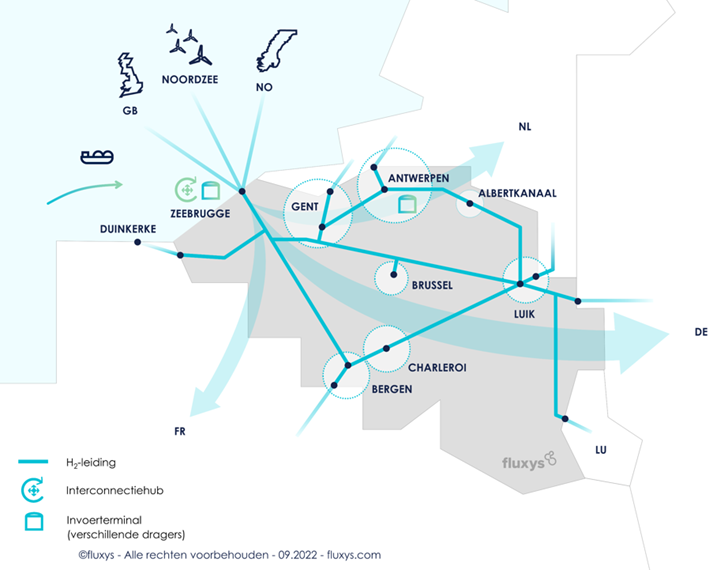 NOORDZEE
NO
GB
NL
ANTWERPEN
ALBERTKANAAL
GENT
ZEEBRUGGE
DUINKERKE
BRUSSEL
LUIK
DE
CHARLEROI
BERGEN
FR
LU
fluxys
H₂-leiding
Interconnectiehub
Invoerterminal
(verschillende dragers)
©fluxys - Alle rechten voorbehouden - 09.2022 - fluxys.com